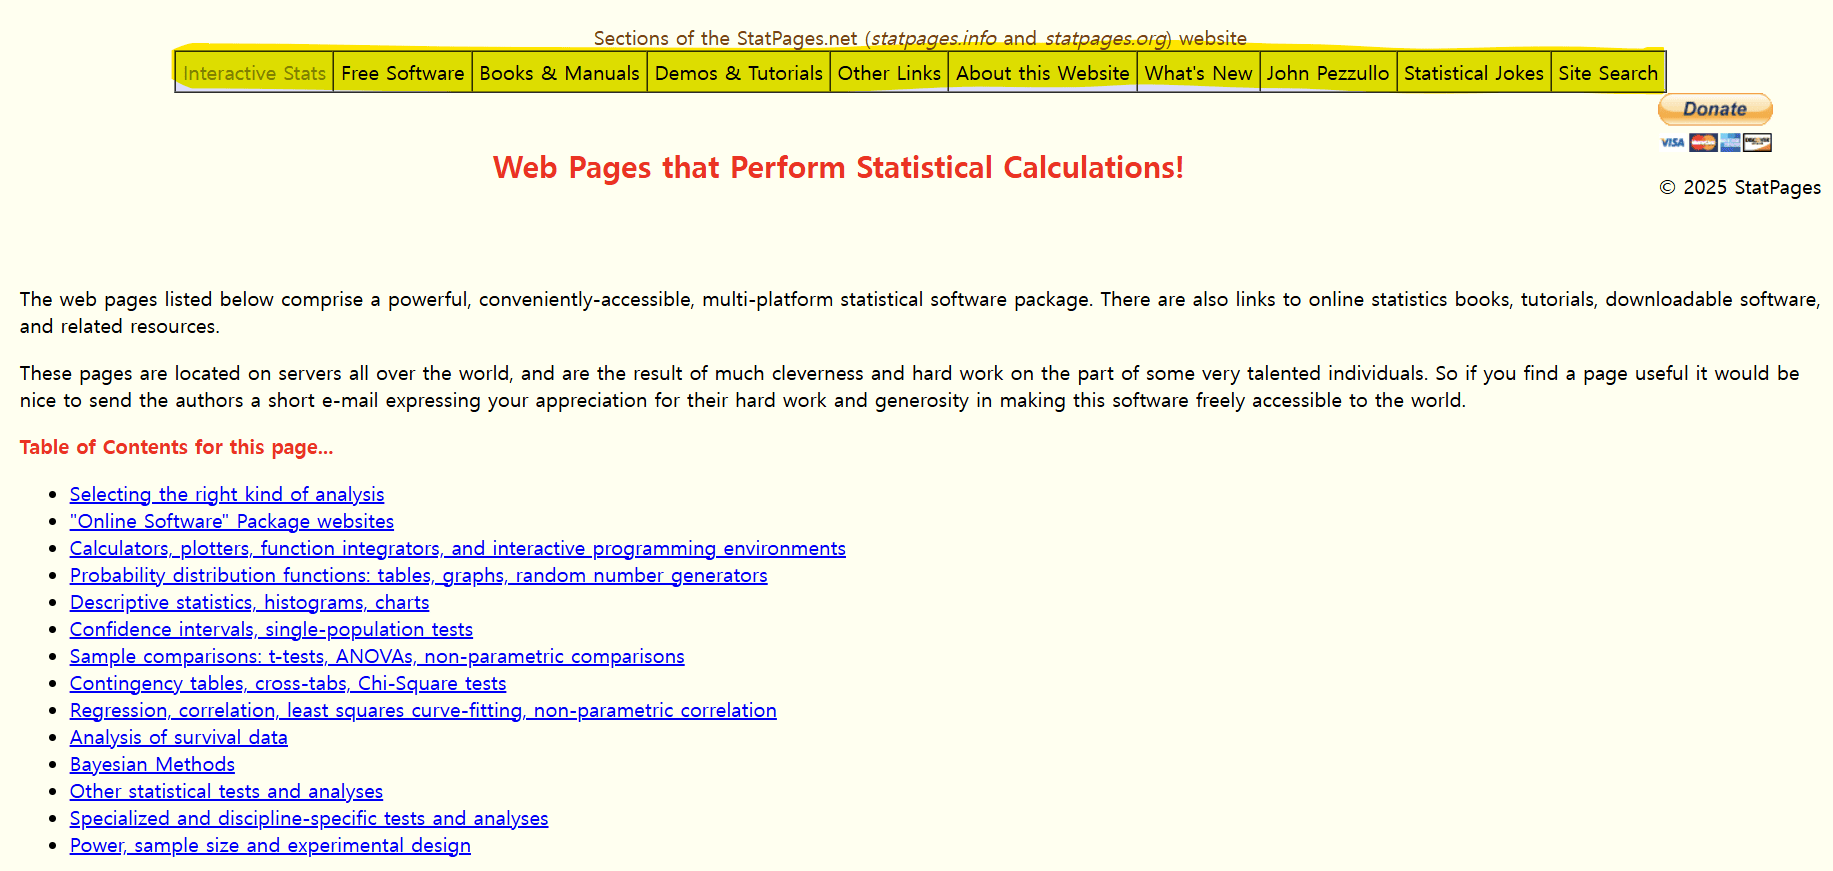 Sections of the StatPages.net (statpages.info and statpages.org) website
Interactive Stats Free Software Books & Manuals Demos & Tutorials Other Links About this Website What's New John Pezzullo Statistical Jokes Site Search
Donate
VISA MasterCard AMERICAN EXPRESS DISCOVER
Web Pages that Perform Statistical Calculations!
© 2025 StatPages
The web pages listed below comprise a powerful, conveniently-accessible, multi-platform statistical software package. There are also links to online statistics books, tutorials, downloadable software,
and related resources.
These pages are located on servers all over the world, and are the result of much cleverness and hard work on the part of some very talented individuals. So if you find a page useful it would be
nice to send the authors a short e-mail expressing your appreciation for their hard work and generosity in making this software freely accessible to the world.
Table of Contents for this page...
Selecting the right kind of analysis
"Online Software" Package websites
Calculators, plotters, function integrators, and interactive programming environments
Probability distribution functions: tables, graphs, random number generators
Descriptive statistics, histograms, charts
Confidence intervals, single-population tests
Sample comparisons: t-tests, ANOVAs, non-parametric comparisons
Contingency tables, cross-tabs, Chi-Square tests
Regression, correlation, least squares curve-fitting, non-parametric correlation
Analysis of survival data
Bayesian Methods
Other statistical tests and analyses
Specialized and discipline-specific tests and analyses
Power, sample size and experimental design